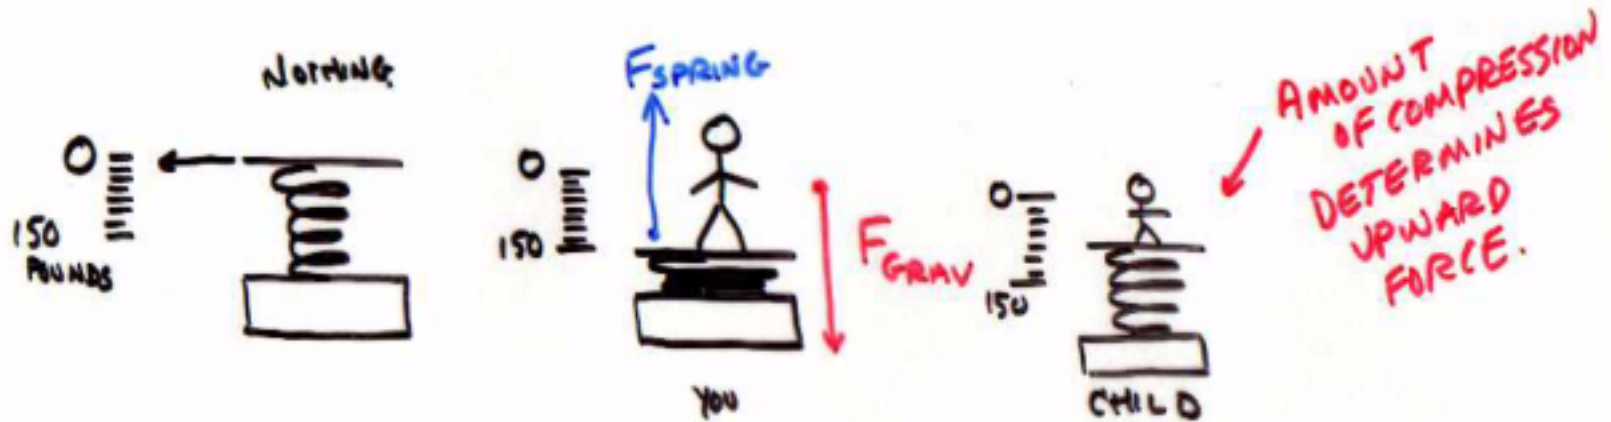 NOTHING
0
150
POUNDS
FSPRING
0
150
FGRAV
YOU
0
150
CHILD
AMOUNT
OF COMPRESSION
DETERMINES
UPWARD
FORCE.